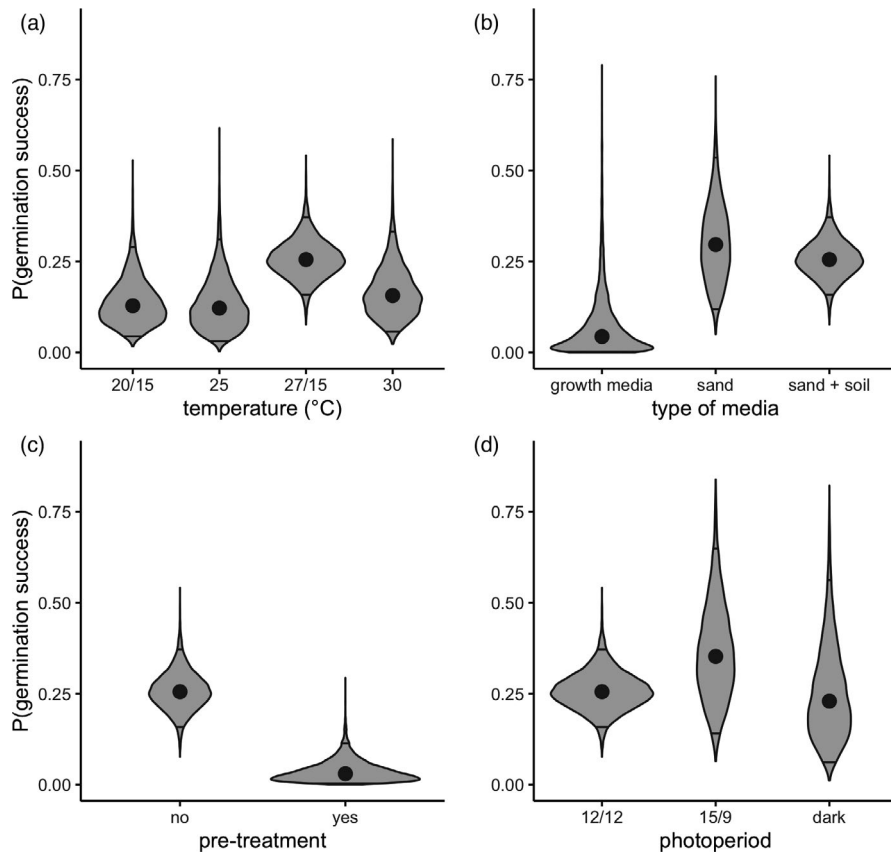 (a)
P(germination success)
0.75
0.50
0.25
0.00
20/15 25 27/15 30
temperature (°C)
(b)
0.75
0.50
0.25
0.00
growth media sand sand + soil
type of media
(c)
P(germination success)
0.75
0.50
0.25
0.00
no yes
pre-treatment
(d)
0.75
0.50
0.25
0.00
12/12 15/9 dark
photoperiod